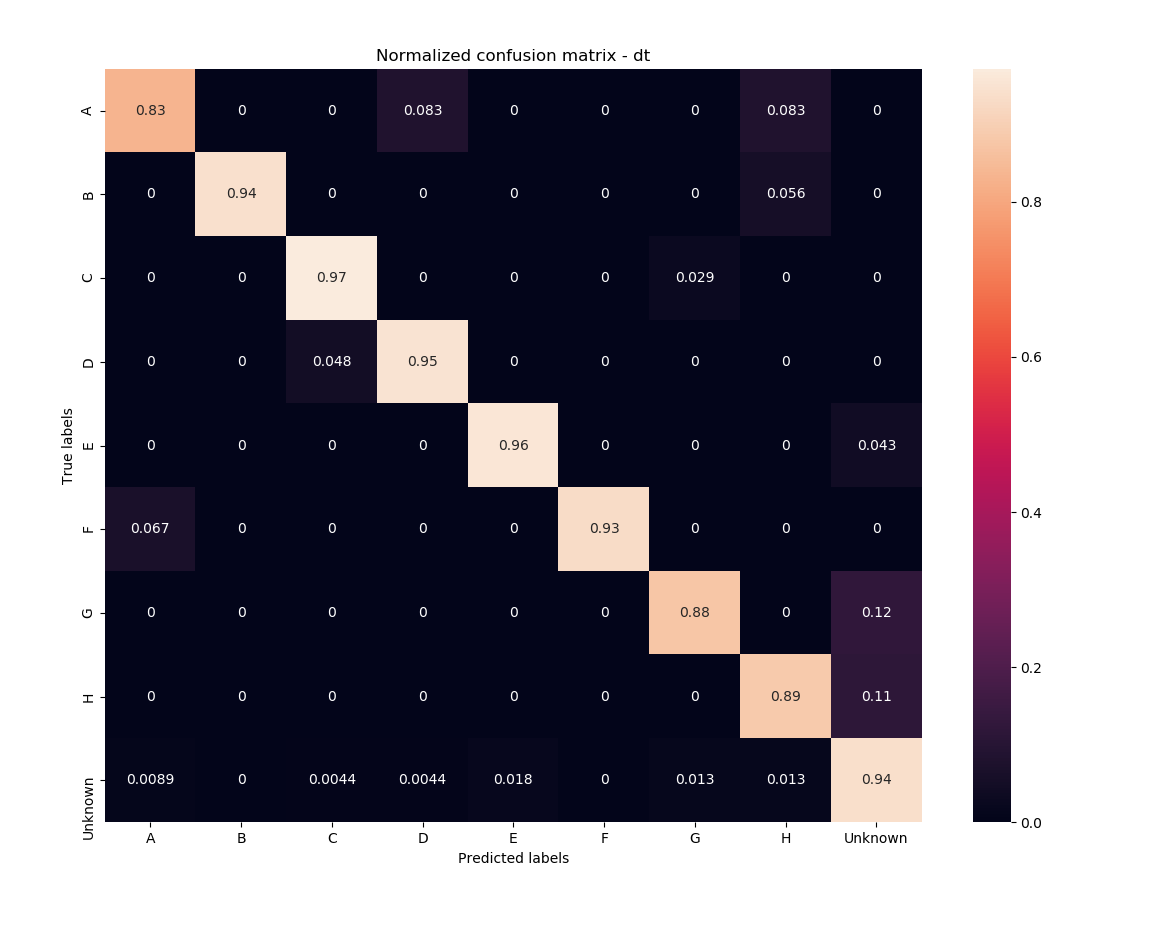 Normalized confusion matrix - dt
A 0.83 0 0 0.083 0 0 0 0.083 0
B 0 0.94 0 0 0 0 0 0.056 0
C 0 0 0.97 0 0 0 0.029 0 0
D 0 0 0.048 0.95 0 0 0 0 0
E 0 0 0 0 0.96 0 0 0 0.043
F 0.067 0 0 0 0 0.93 0 0 0
G 0 0 0 0 0 0 0.88 0 0.12
H 0 0 0 0 0 0 0 0.89 0.11
Unknown 0.0089 0 0.0044 0.0044 0.018 0 0.013 0.013 0.94
A B C D E F G H Unknown
Predicted labels
True labels
0.8
0.6
0.4
0.2
0.0